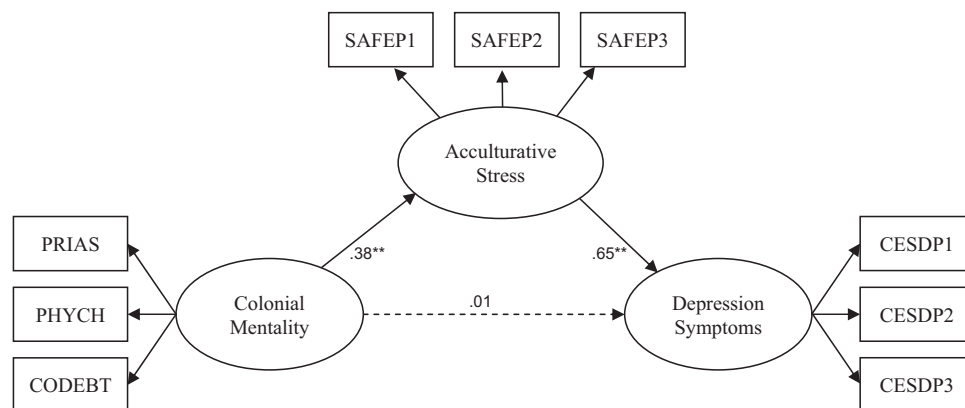 SAFEP1
SAFEP2
SAFEP3
Acculturative
Stress
PRIAS
PHYCH
CODEBT
.38**
.65**
Colonial
Mentality
.01
Depression
Symptoms
CESDP1
CESDP2
CESDP3